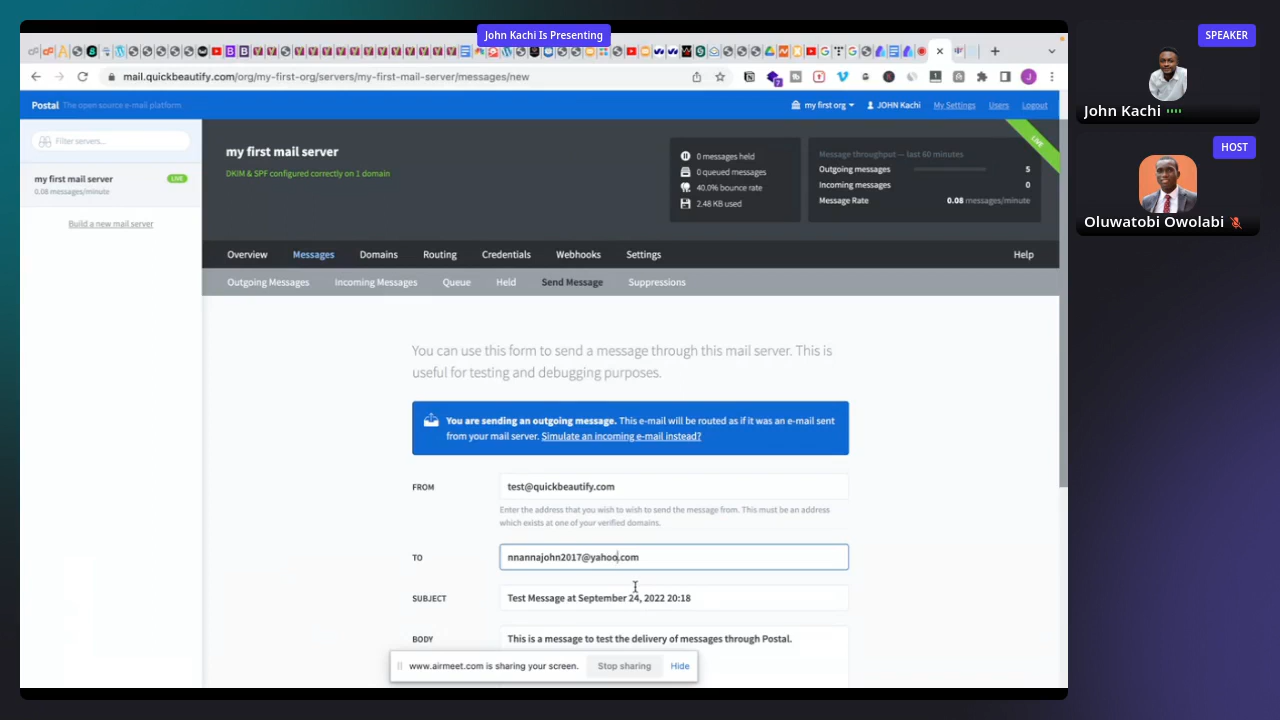 John Kachi Is Presenting
mail.quickbeautify.com/org/my-first-org/servers/my-first-mail-server/messages/new
Postal The open source e-mail platform
my first org
JOHN Kachi
My Settings
Users
Logout
Filter servers...
my first mail server
LIVE
0.08 messages/minute
Build a new mail server
my first mail server
DKIM & SPF configured correctly on 1 domain
0 messages held
0 queued messages
40.0% bounce rate
2.48 KB used
Message throughput — last 60 minutes
Outgoing messages 5
Incoming messages 0
Message Rate 0.08 messages/minute
LIVE
Overview Messages Domains Routing Credentials Webhooks Settings Help
Outgoing Messages Incoming Messages Queue Held Send Message Suppressions
You can use this form to send a message through this mail server. This is
useful for testing and debugging purposes.
You are sending an outgoing message. This e-mail will be routed as if it was an e-mail sent
from your mail server. Simulate an incoming e-mail instead?
FROM test@quickbeautify.com
Enter the address that you wish to wish to send the message from. This must be an address
which exists at one of your verified domains.
TO nnannajohn2017@yahoo.com
SUBJECT Test Message at September 24, 2022 20:18
BODY This is a message to test the delivery of messages through Postal.
www.airmeet.com is sharing your screen. Stop sharing Hide
SPEAKER
John Kachi
HOST
Oluwatobi Owolabi